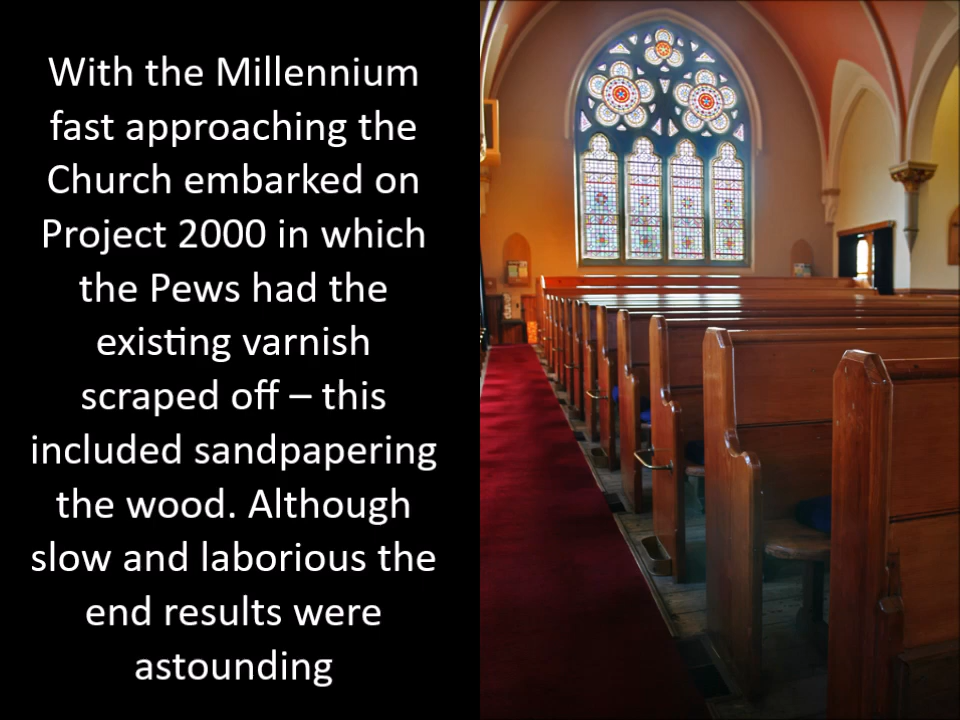 With the Millennium
fast approaching the
Church embarked on
Project 2000 in which
the Pews had the
existing varnish
scraped off – this
included sandpapering
the wood. Although
slow and laborious the
end results were
astounding